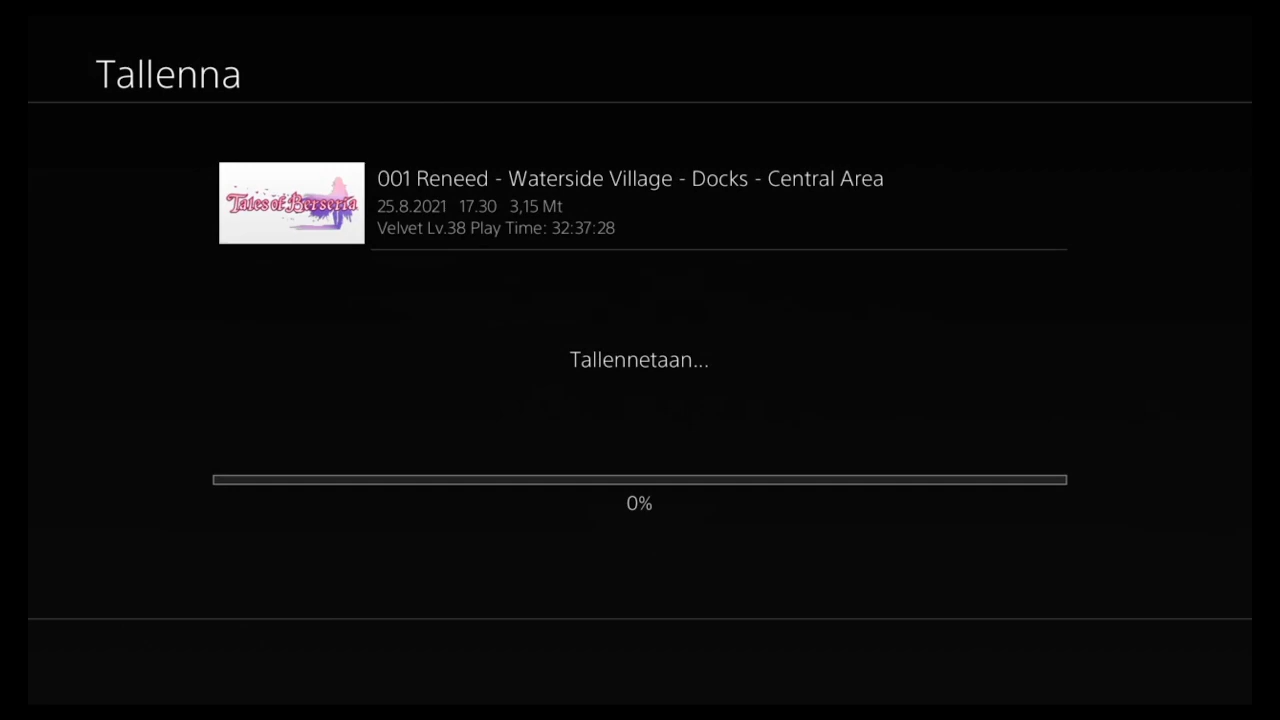 Tallenna
Tales of Berseria
001 Reneed - Waterside Village - Docks - Central Area
25.8.2021 17.30 3,15 Mt
Velvet Lv.38 Play Time: 32:37:28
Tallennetaan...
0%